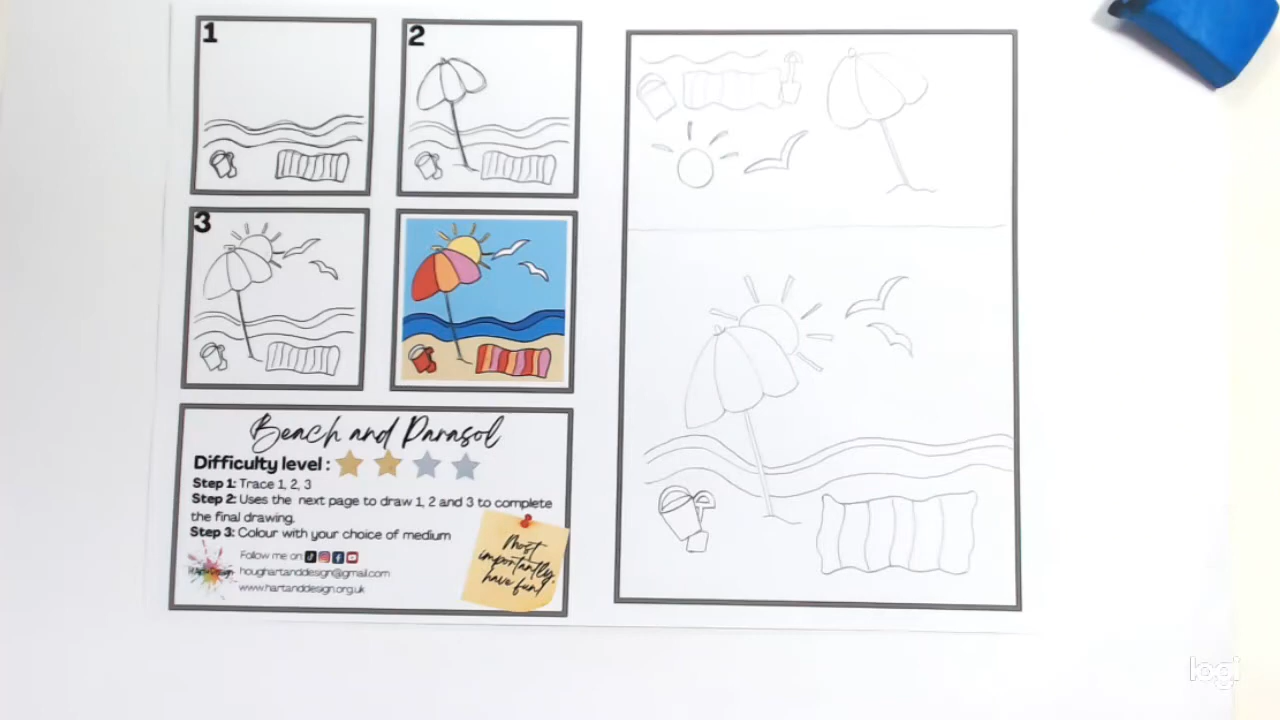 1
2
3
Beach and Parasol
Difficulty level :
Step 1: Trace 1, 2, 3
Step 2: Uses the next page to draw 1, 2 and 3 to complete
the final drawing.
Step 3: Colour with your choice of medium
Follow me on:
houghartanddesign@gmail.com
www.hartanddesign.org.uk
Most
importantly,
have fun!
logi